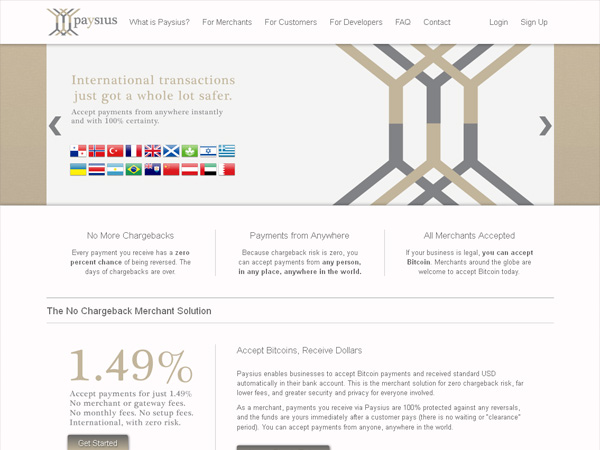 paysius
What is Paysius?
For Merchants
For Customers
For Developers
FAQ
Contact
Login
Sign Up
International transactions
just got a whole lot safer.
Accept payments from anywhere instantly
and with 100% certainty.
No More Chargebacks
Every payment you receive has a zero
percent chance of being reversed. The
days of chargebacks are over.
Payments from Anywhere
Because chargeback risk is zero, you
can accept payments from any person,
in any place, anywhere in the world.
All Merchants Accepted
If your business is legal, you can accept
Bitcoin. Merchants around the globe are
welcome to accept Bitcoin today.
The No Chargeback Merchant Solution
1.49%
Accept payments for just 1.49%
No merchant or gateway fees.
No monthly fees. No setup fees.
International, with zero risk.
Get Started
Accept Bitcoins, Receive Dollars
Paysius enables businesses to accept Bitcoin payments and received standard USD
automatically in their bank account. This is the merchant solution for zero chargeback risk, far
lower fees, and greater security and privacy for everyone involved.
As a merchant, payments you receive via Paysius are 100% protected against any reversals,
and the funds are yours immediately after a customer pays (there is no waiting or "clearance"
period). You can accept payments from anyone, anywhere in the world.